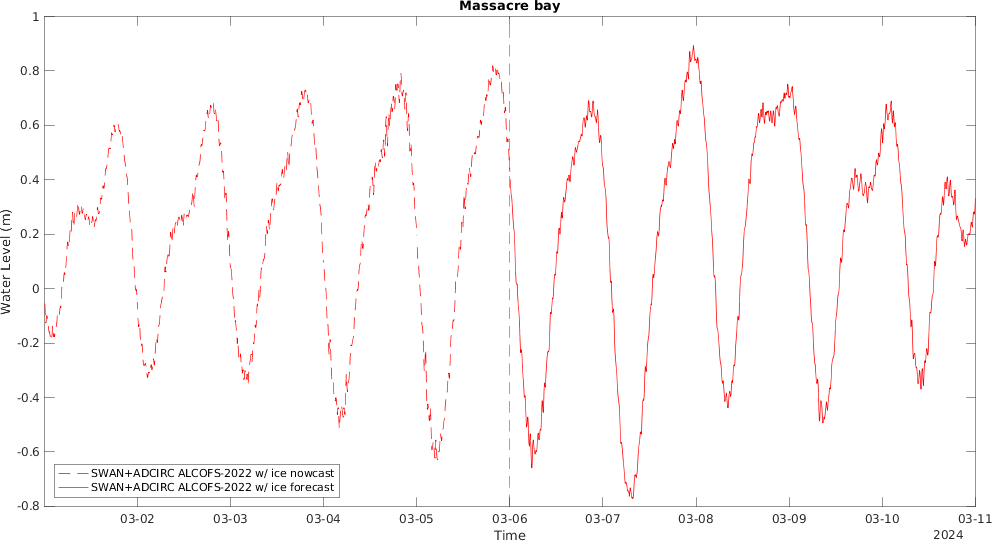 Massacre bay
Water Level (m)
1
0.8
0.6
0.4
0.2
0
-0.2
-0.4
-0.6
-0.8
SWAN+ADCIRC ALCOFS-2022 w/ ice nowcast
SWAN+ADCIRC ALCOFS-2022 w/ ice forecast
03-02 03-03 03-04 03-05 03-06 03-07 03-08 03-09 03-10 03-11
Time
2024